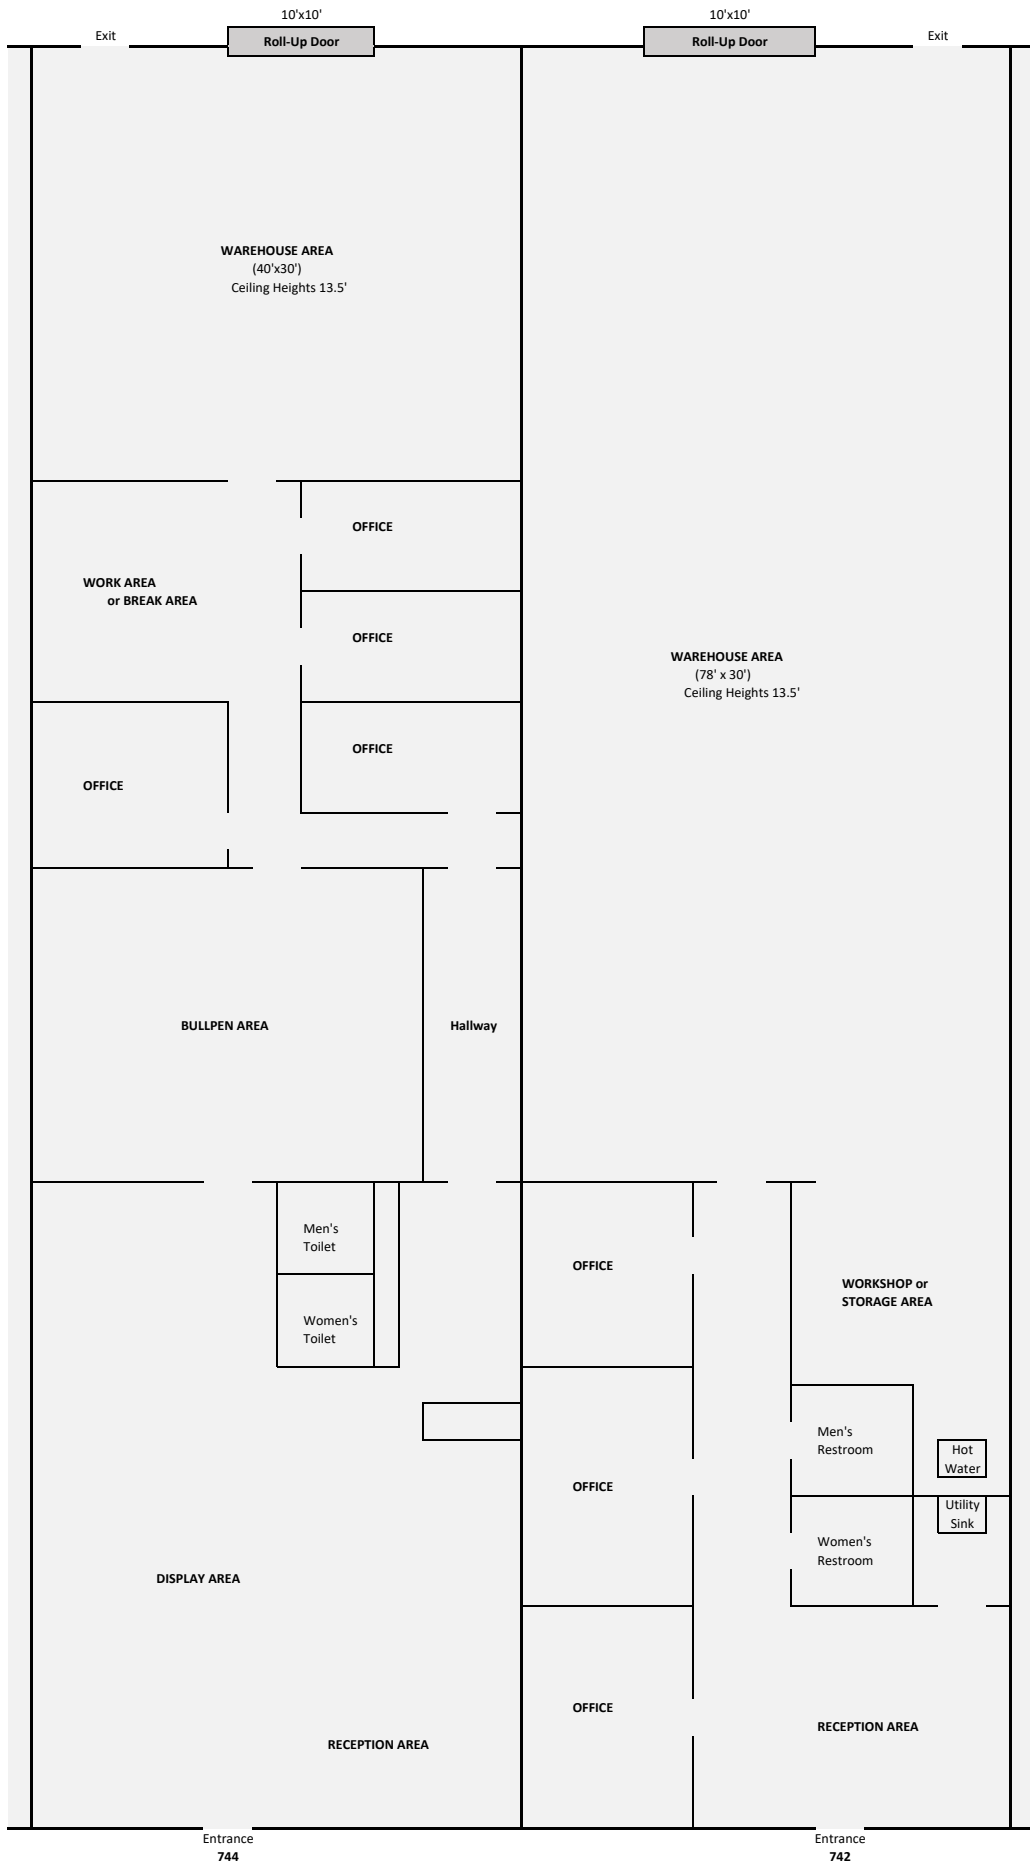 10'x10'
10'x10'
Exit
Roll-Up Door
Roll-Up Door
Exit
WAREHOUSE AREA
(40'x30')
Ceiling Heights 13.5'
OFFICE
WORK AREA
or BREAK AREA
OFFICE
WAREHOUSE AREA
(78' x 30')
Ceiling Heights 13.5'
OFFICE
OFFICE
BULLPEN AREA
Hallway
Men's
Toilet
OFFICE
WORKSHOP or
STORAGE AREA
Women's
Toilet
Men's
Restroom
Hot
Water
OFFICE
Utility
Sink
Women's
Restroom
DISPLAY AREA
OFFICE
RECEPTION AREA
RECEPTION AREA
Entrance
744
Entrance
742